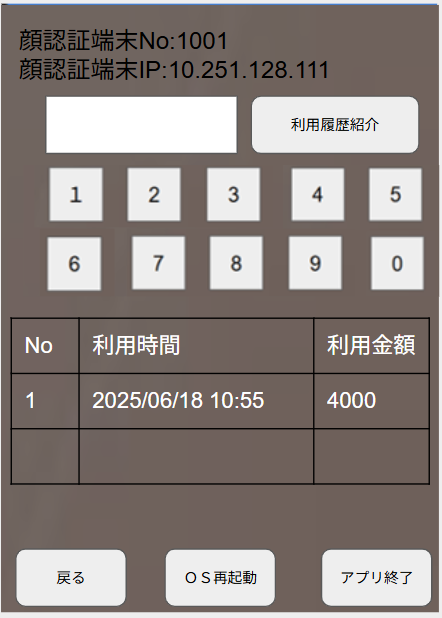 顔認証端末No:1001
顔認証端末IP:10.251.128.111
利用履歴紹介
1 2 3 4 5
6 7 8 9 0
No 利用時間 利用金額
1 2025/06/18 10:55 4000
戻る ＯＳ再起動 アプリ終了